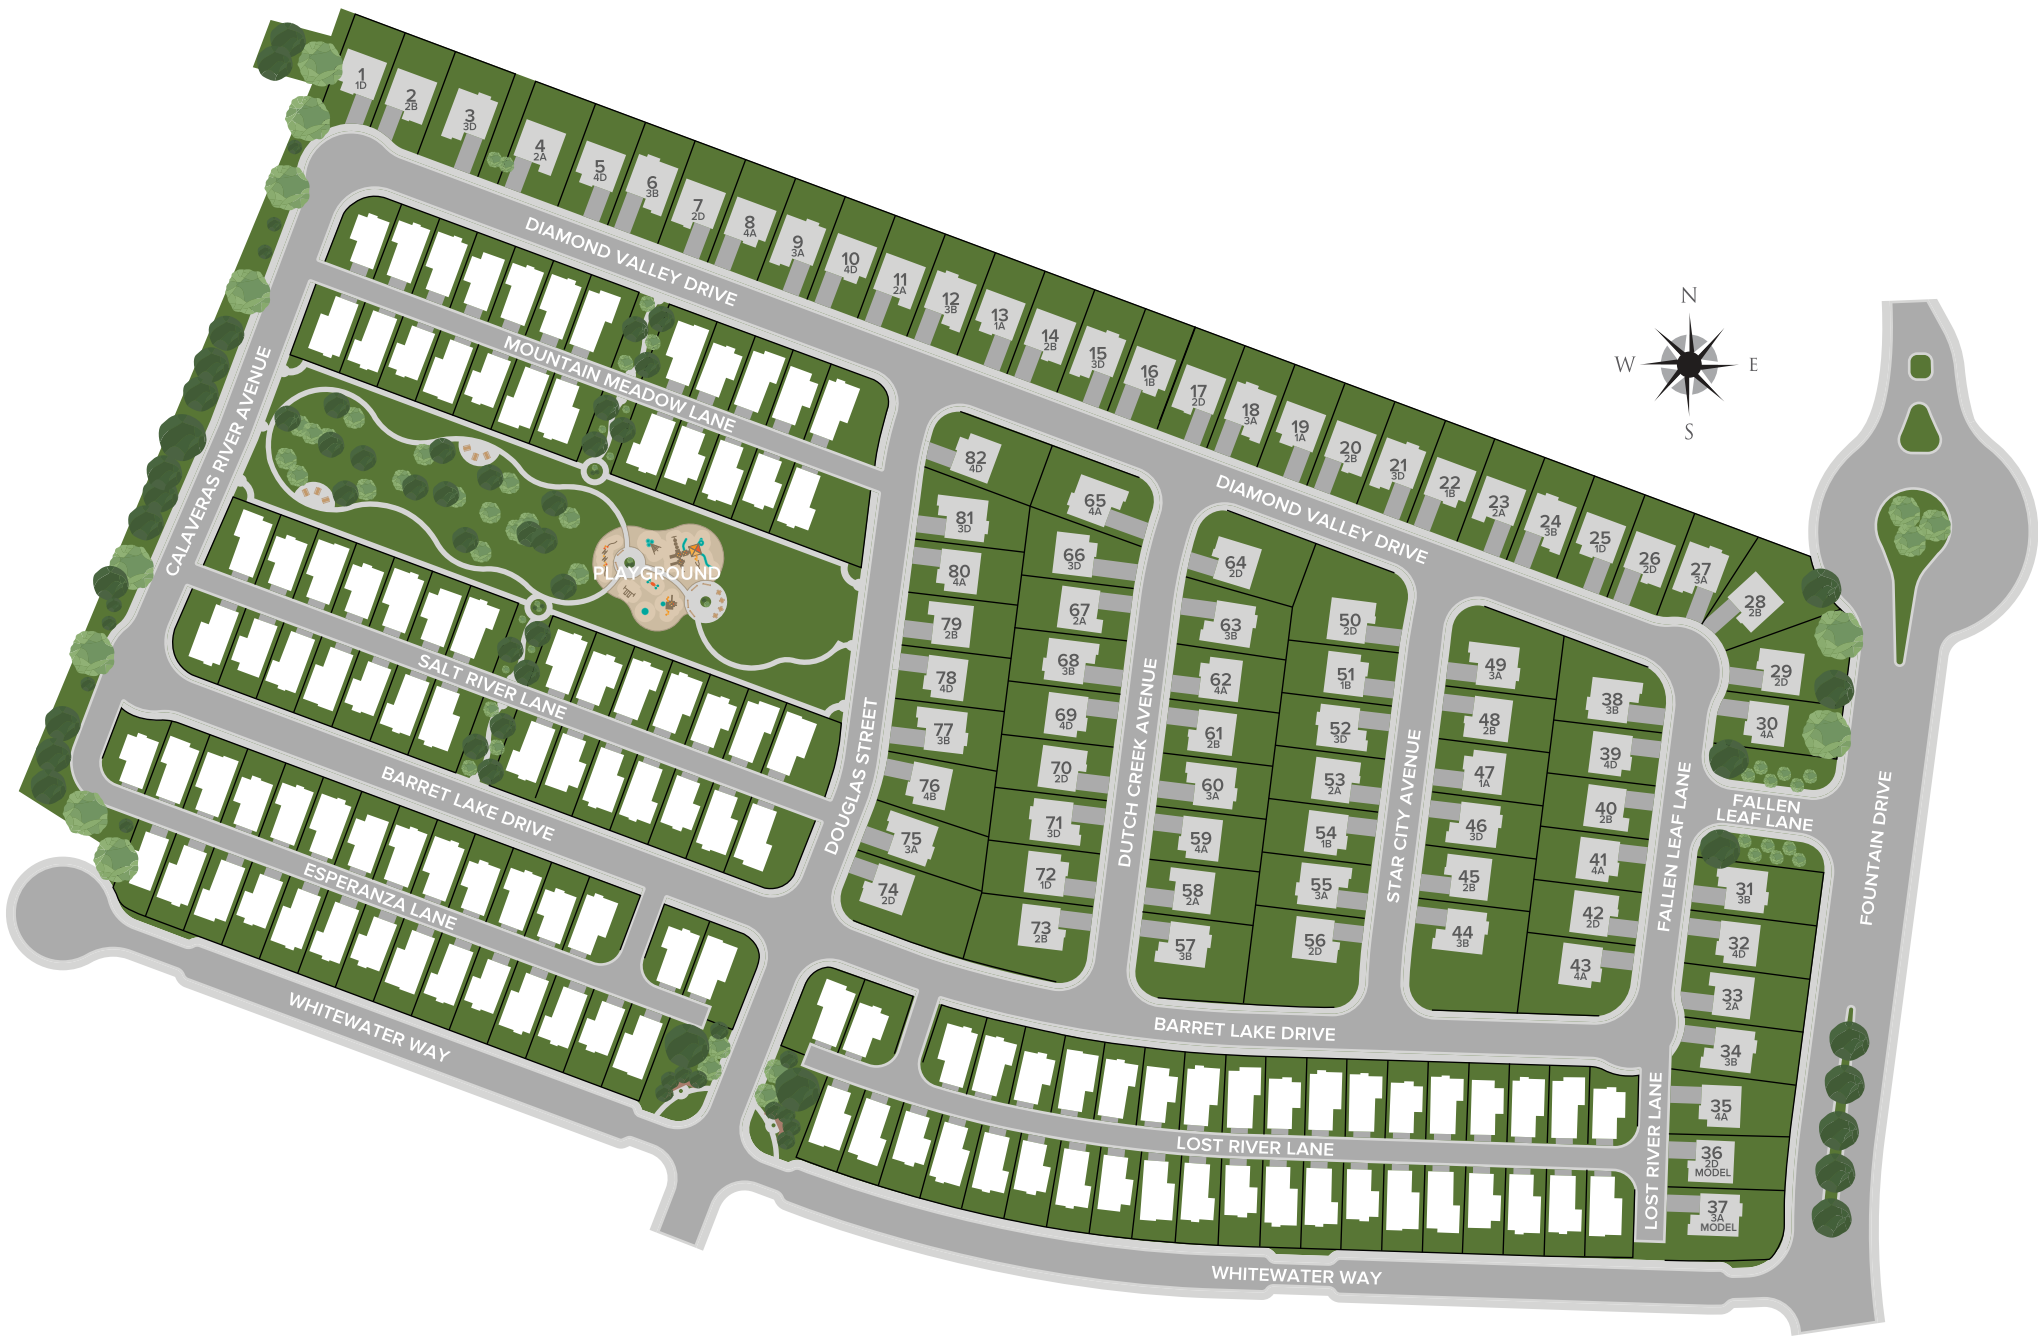 1
1D
2
2B
3
3D
4
2A
5
4D
6
3B
7
2D
8
4A
9
3A
10
4D
11
2A
12
3B
13
1A
14
2B
15
3D
16
1B
17
2D
18
3A
19
1A
20
2B
21
3D
22
1B
23
2A
24
3B
25
1D
26
2D
27
3A
28
2B
29
2D
30
4A
N
W
E
S
DIAMOND VALLEY DRIVE
MOUNTAIN MEADOW LANE
CALAVERAS RIVER AVENUE
PLAYGROUND
SALT RIVER LANE
BARRET LAKE DRIVE
ESPERANZA LANE
WHITEWATER WAY
DOUGLAS STREET
82
4D
81
3D
80
4A
79
2B
78
4D
77
3B
76
4B
75
3A
74
2D
65
4A
66
3D
67
2A
68
3B
69
4D
70
2D
71
3D
72
1D
73
2B
DUTCH CREEK AVENUE
DIAMOND VALLEY DRIVE
64
2D
63
3B
62
4A
61
2B
60
3A
59
4A
58
2A
57
3B
50
2D
51
1B
52
3D
53
2A
54
1B
55
3A
56
2D
STAR CITY AVENUE
49
3A
48
2B
47
1A
46
3D
45
2B
44
3B
38
3B
39
4D
40
2B
41
4A
42
2D
43
4A
FALLEN LEAF LANE
FALLEN
LEAF LANE
FOUNTAIN DRIVE
31
3B
32
4D
33
2A
34
3B
35
4A
36
2D
MODEL
37
3A
MODEL
BARRET LAKE DRIVE
LOST RIVER LANE
LOST RIVER LANE
WHITEWATER WAY